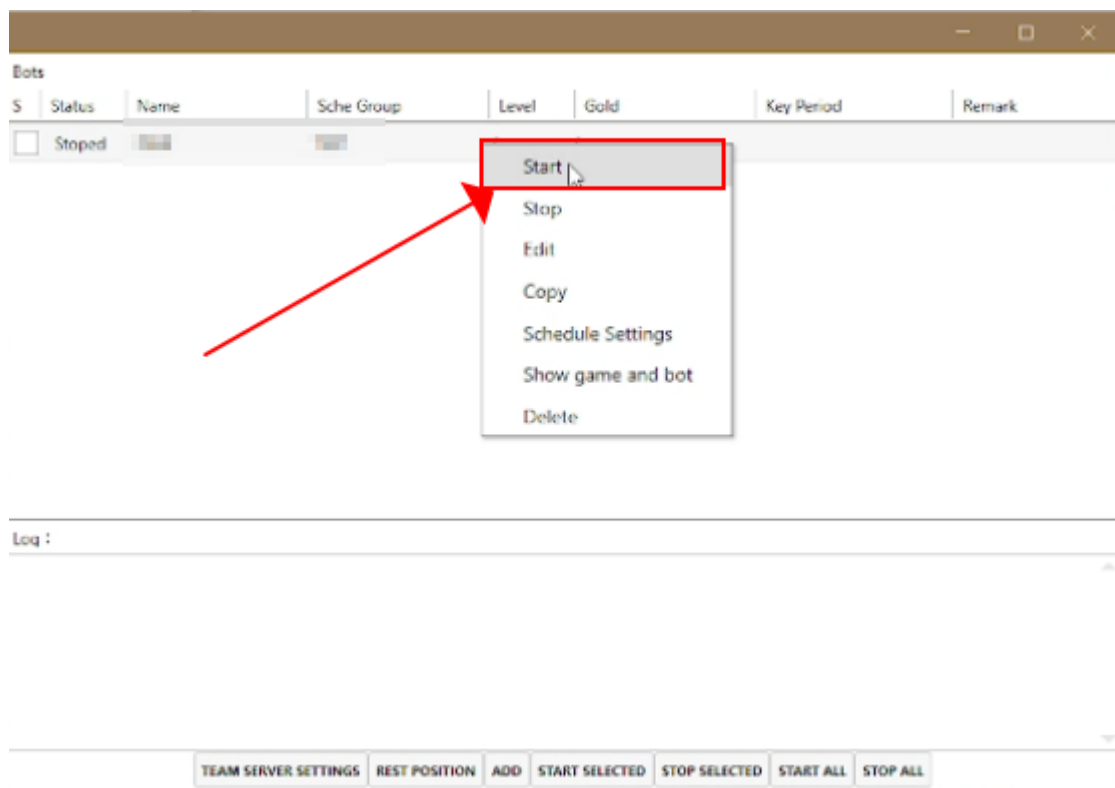 Bots
S Status Name Sche Group Level Gold Key Period Remark
Stoped
Start
Stop
Edit
Copy
Schedule Settings
Show game and bot
Delete
Log :
TEAM SERVER SETTINGS REST POSITION ADD START SELECTED STOP SELECTED START ALL STOP ALL